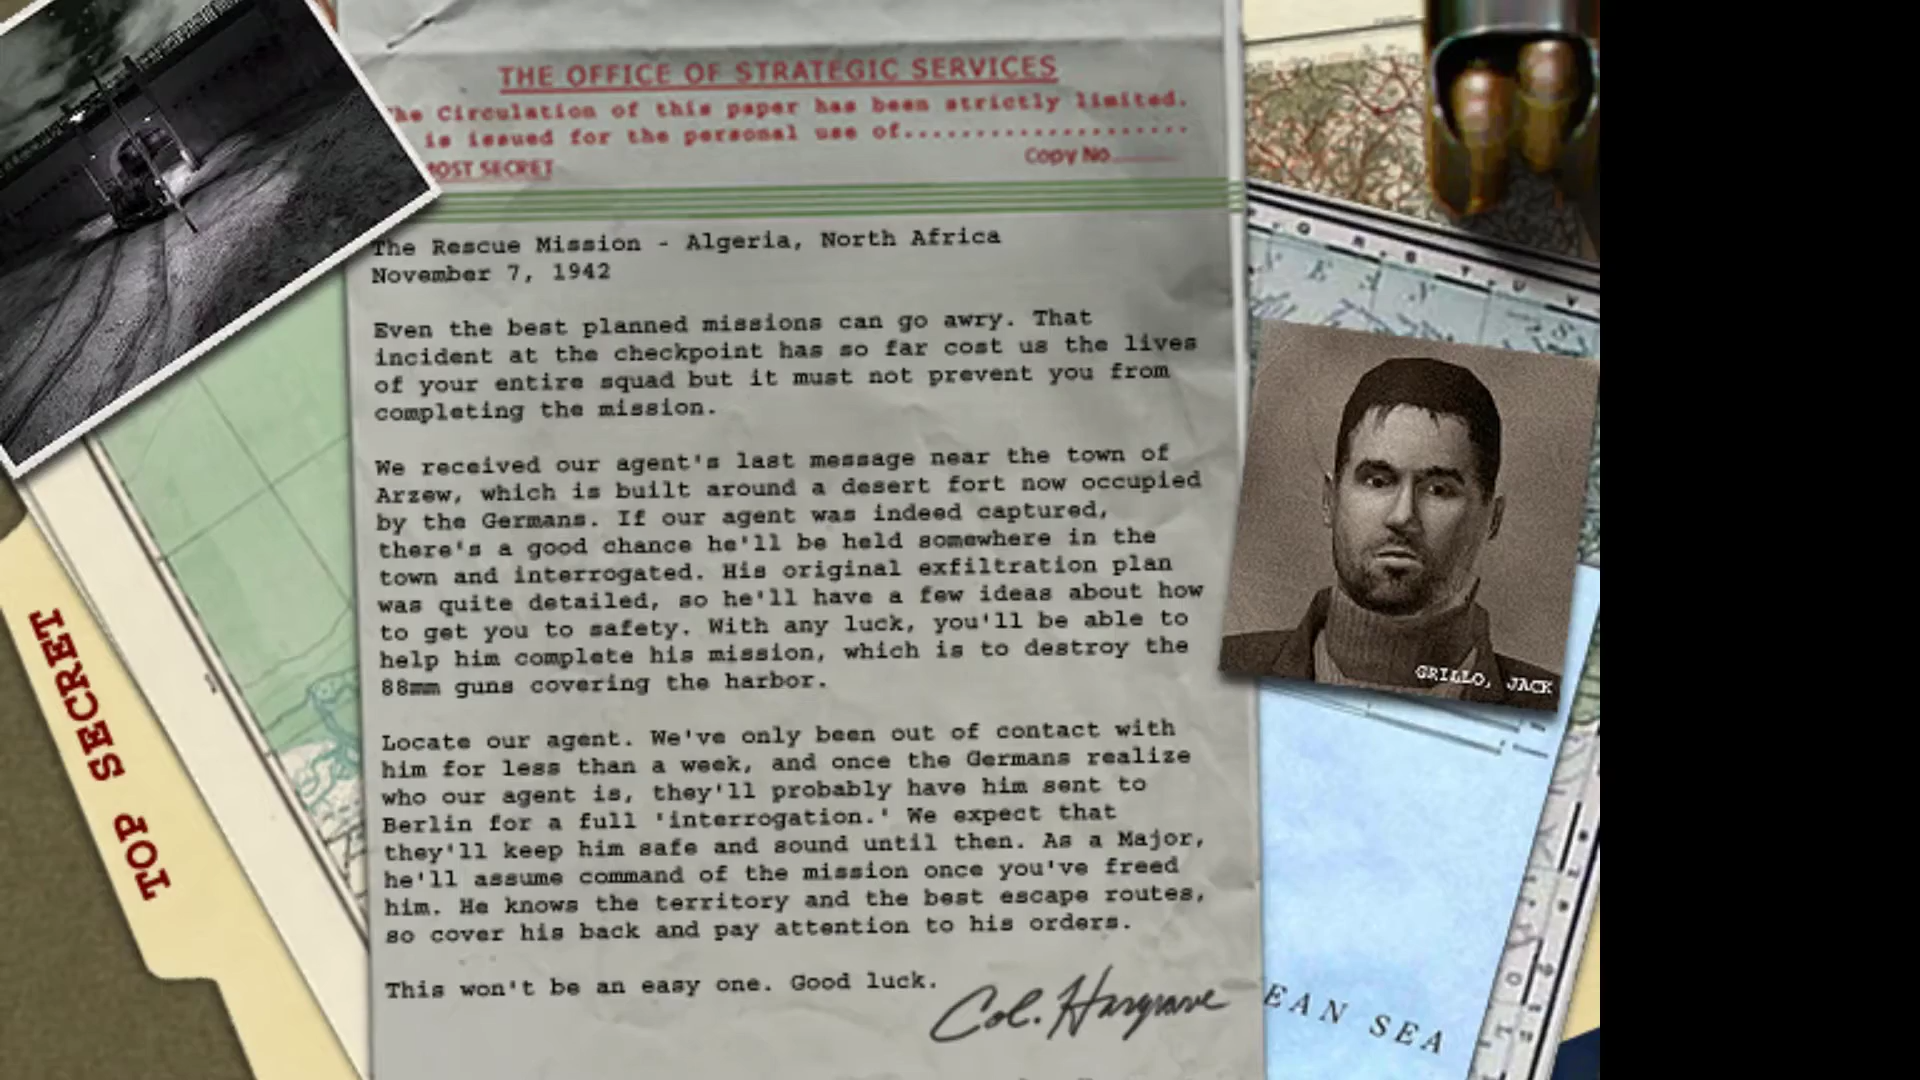 THE OFFICE OF STRATEGIC SERVICES
he Circulation of this paper has been strictly limited.
is issued for the personal use of....................
MOST SECRET Copy No.
The Rescue Mission - Algeria, North Africa
November 7, 1942
Even the best planned missions can go awry. That
incident at the checkpoint has so far cost us the lives
of your entire squad but it must not prevent you from
completing the mission.
We received our agent's last message near the town of
Arzew, which is built around a desert fort now occupied
by the Germans. If our agent was indeed captured,
there's a good chance he'll be held somewhere in the
town and interrogated. His original exfiltration plan
was quite detailed, so he'll have a few ideas about how
to get you to safety. With any luck, you'll be able to
help him complete his mission, which is to destroy the
88mm guns covering the harbor.
Locate our agent. We've only been out of contact with
him for less than a week, and once the Germans realize
who our agent is, they'll probably have him sent to
Berlin for a full 'interrogation.' We expect that
they'll keep him safe and sound until then. As a Major,
he'll assume command of the mission once you've freed
him. He knows the territory and the best escape routes,
so cover his back and pay attention to his orders.
This won't be an easy one. Good luck.
Col. Hargrave
TOP SECRET
GRILLO, JACK
EAN SEA